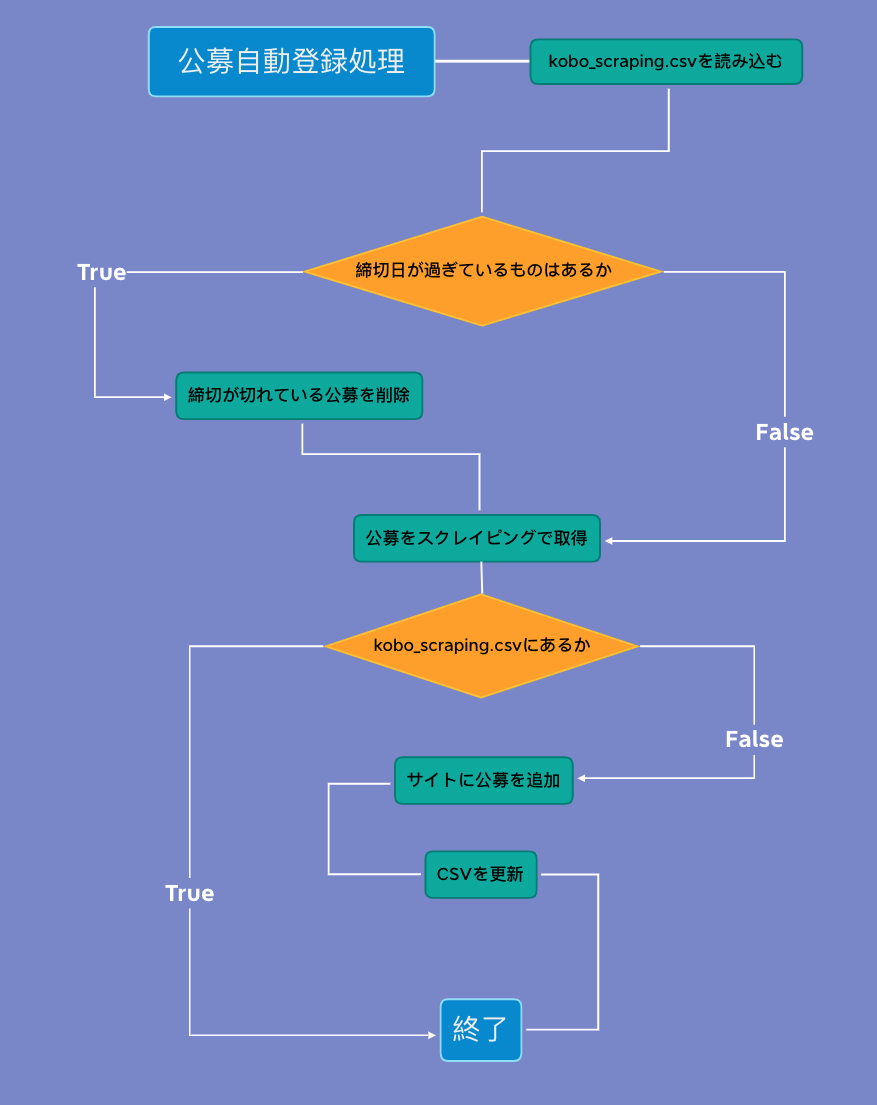 公募自動登録処理
kobo_scraping.csvを読み込む
締切日が過ぎているものはあるか
True
締切が切れている公募を削除
False
公募をスクレイピングで取得
kobo_scraping.csvにあるか
False
サイトに公募を追加
CSVを更新
True
終了